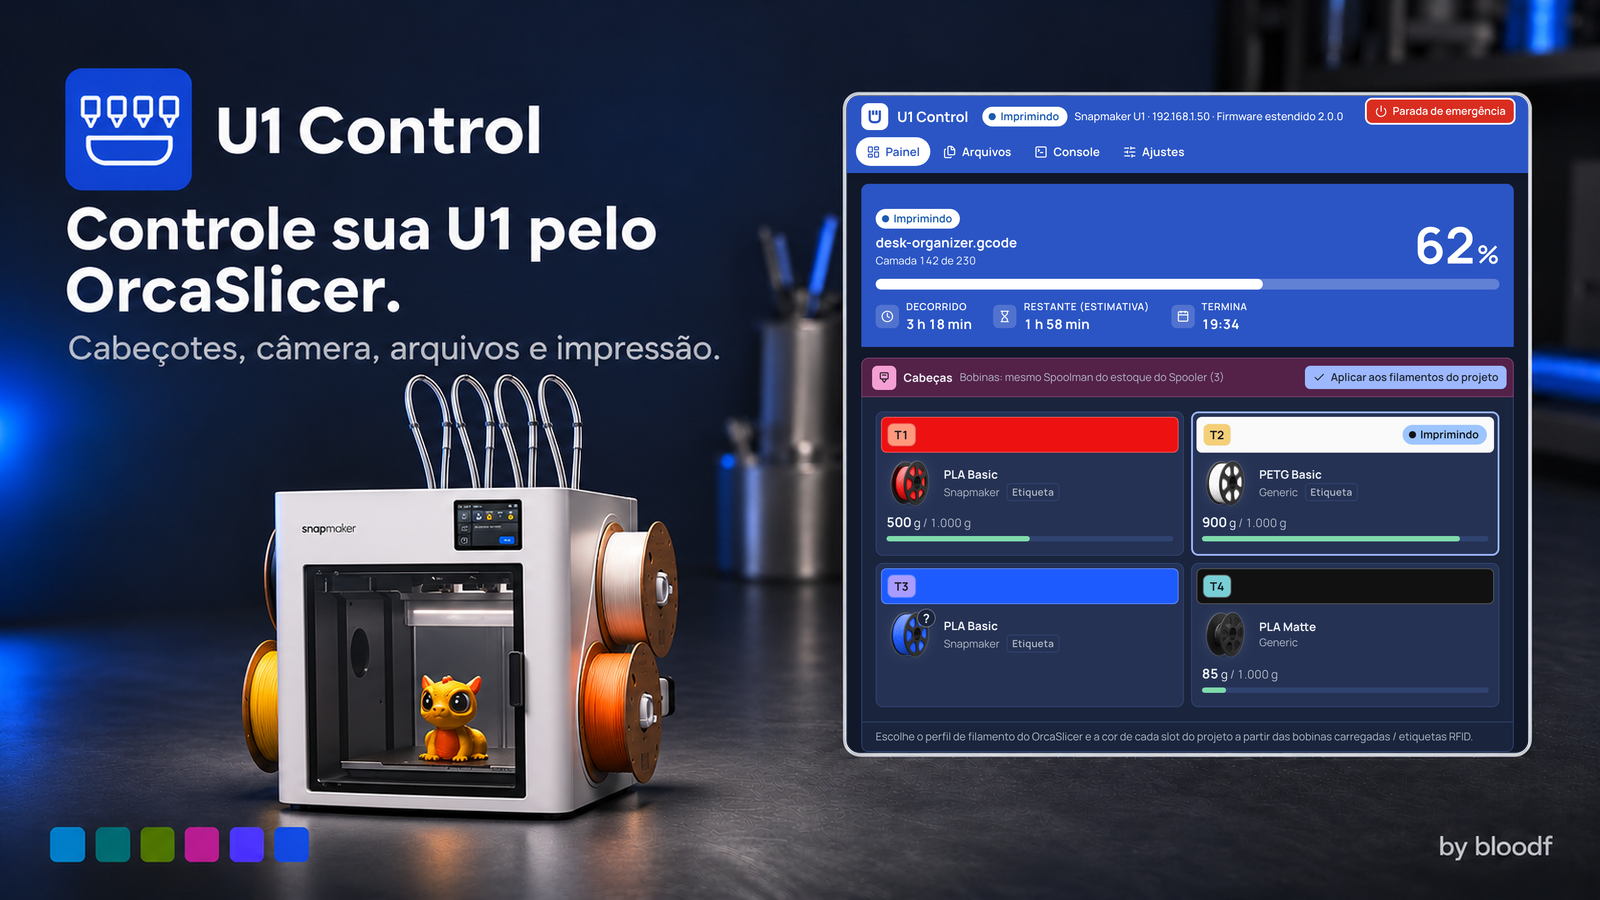 U1 Control
Controle sua U1 pelo
OrcaSlicer.
Cabeçotes, câmera, arquivos e impressão.
snapmaker
by bloodf
U1 Control
Imprimindo
Snapmaker U1 · 192.168.1.50 · Firmware estendido 2.0.0
Parada de emergência
Painel
Arquivos
Console
Ajustes
Imprimindo
desk-organizer.gcode
Camada 142 de 230
62%
DECORRIDO
3 h 18 min
RESTANTE (ESTIMATIVA)
1 h 58 min
TERMINA
19:34
Cabeças
Bobinas: mesmo Spoolman do estoque do Spooler (3)
Aplicar aos filamentos do projeto
T1
PLA Basic
Snapmaker
Etiqueta
500 g / 1.000 g
T2
Imprimindo
PETG Basic
Generic
Etiqueta
900 g / 1.000 g
T3
?
PLA Basic
Snapmaker
Etiqueta
T4
PLA Matte
Generic
85 g / 1.000 g
Escolhe o perfil de filamento do OrcaSlicer e a cor de cada slot do projeto a partir das bobinas carregadas / etiquetas RFID.